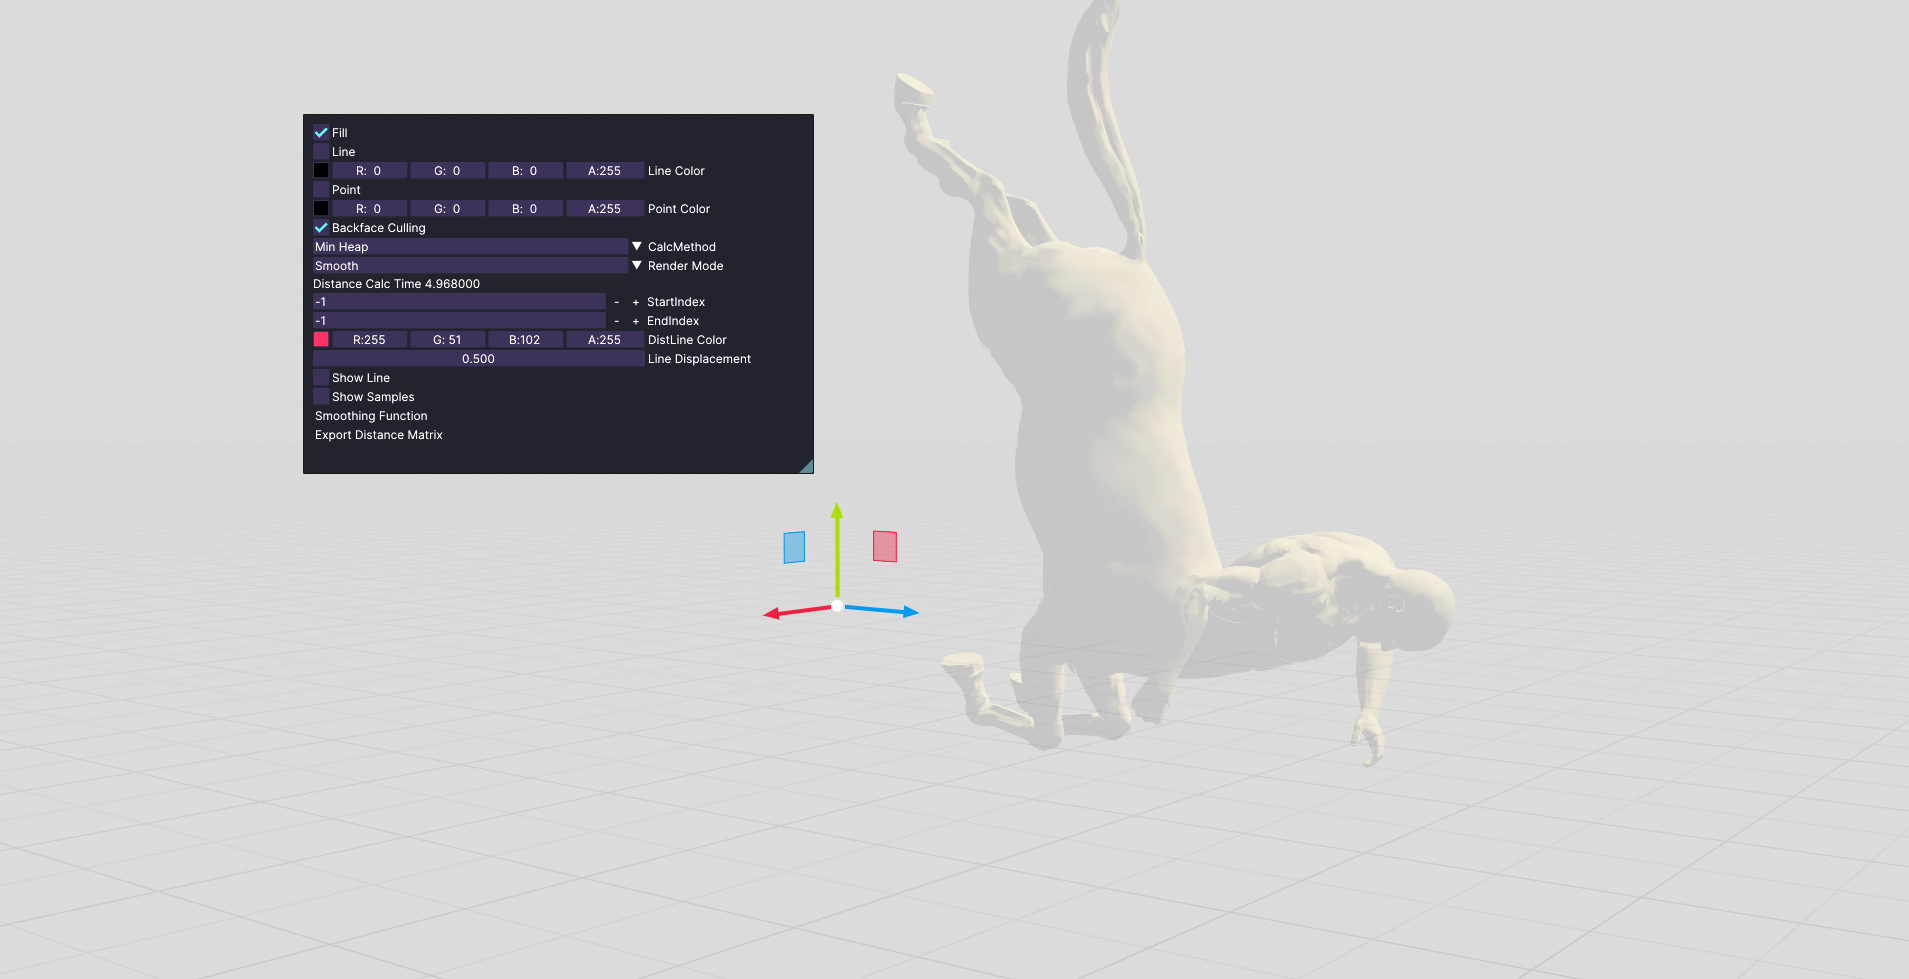 Fill
Line
R: 0 G: 0 B: 0 A:255 Line Color
Point
R: 0 G: 0 B: 0 A:255 Point Color
Backface Culling
Min Heap CalcMethod
Smooth Render Mode
Distance Calc Time 4.968000
-1 - + StartIndex
-1 - + EndIndex
R:255 G: 51 B:102 A:255 DistLine Color
0.500 Line Displacement
Show Line
Show Samples
Smoothing Function
Export Distance Matrix